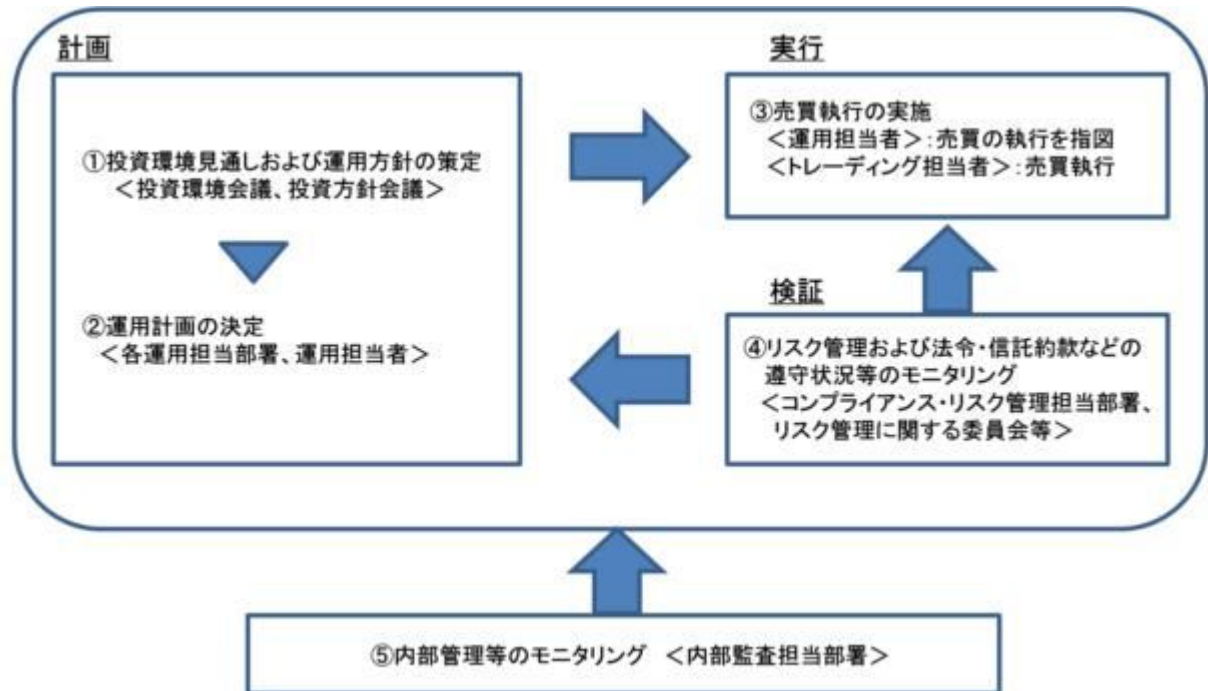 計画
①投資環境見通しおよび運用方針の策定
＜投資環境会議、投資方針会議＞
②運用計画の決定
＜各運用担当部署、運用担当者＞
実行
③売買執行の実施
＜運用担当者＞：売買の執行を指図
＜トレーディング担当者＞：売買執行
検証
④リスク管理および法令・信託約款などの
遵守状況等のモニタリング
＜コンプライアンス・リスク管理担当部署、
リスク管理に関する委員会等＞
⑤内部管理等のモニタリング　＜内部監査担当部署＞